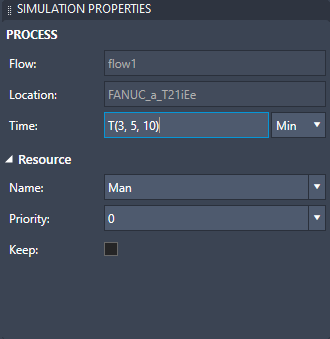 SIMULATION PROPERTIES
PROCESS
Flow: flow1
Location: FANUC_a_T21iEe
Time: T(3, 5, 10) Min
Resource
Name: Man
Priority: 0
Keep: